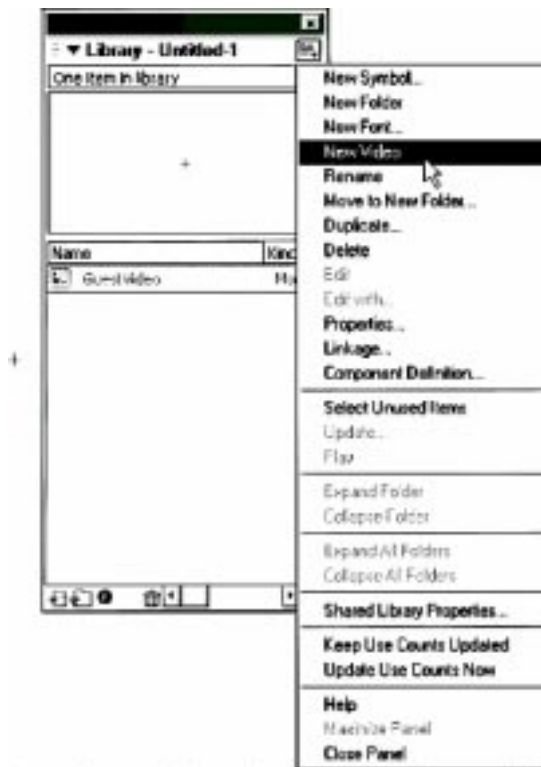 Library - Untitled-1
One item in library
Name Kind
Guest Video
New Symbol...
New Folder
New Font...
New Video
Rename
Move to New Folder...
Duplicate...
Delete
Edit
Edit with...
Properties...
Linkage...
Component Definition...
Select Unused Items
Update...
Play
Expand Folder
Collapse Folder
Expand All Folders
Collapse All Folders
Shared Library Properties...
Keep Use Counts Updated
Update Use Counts Now
Help
Maximize Panel
Close Panel